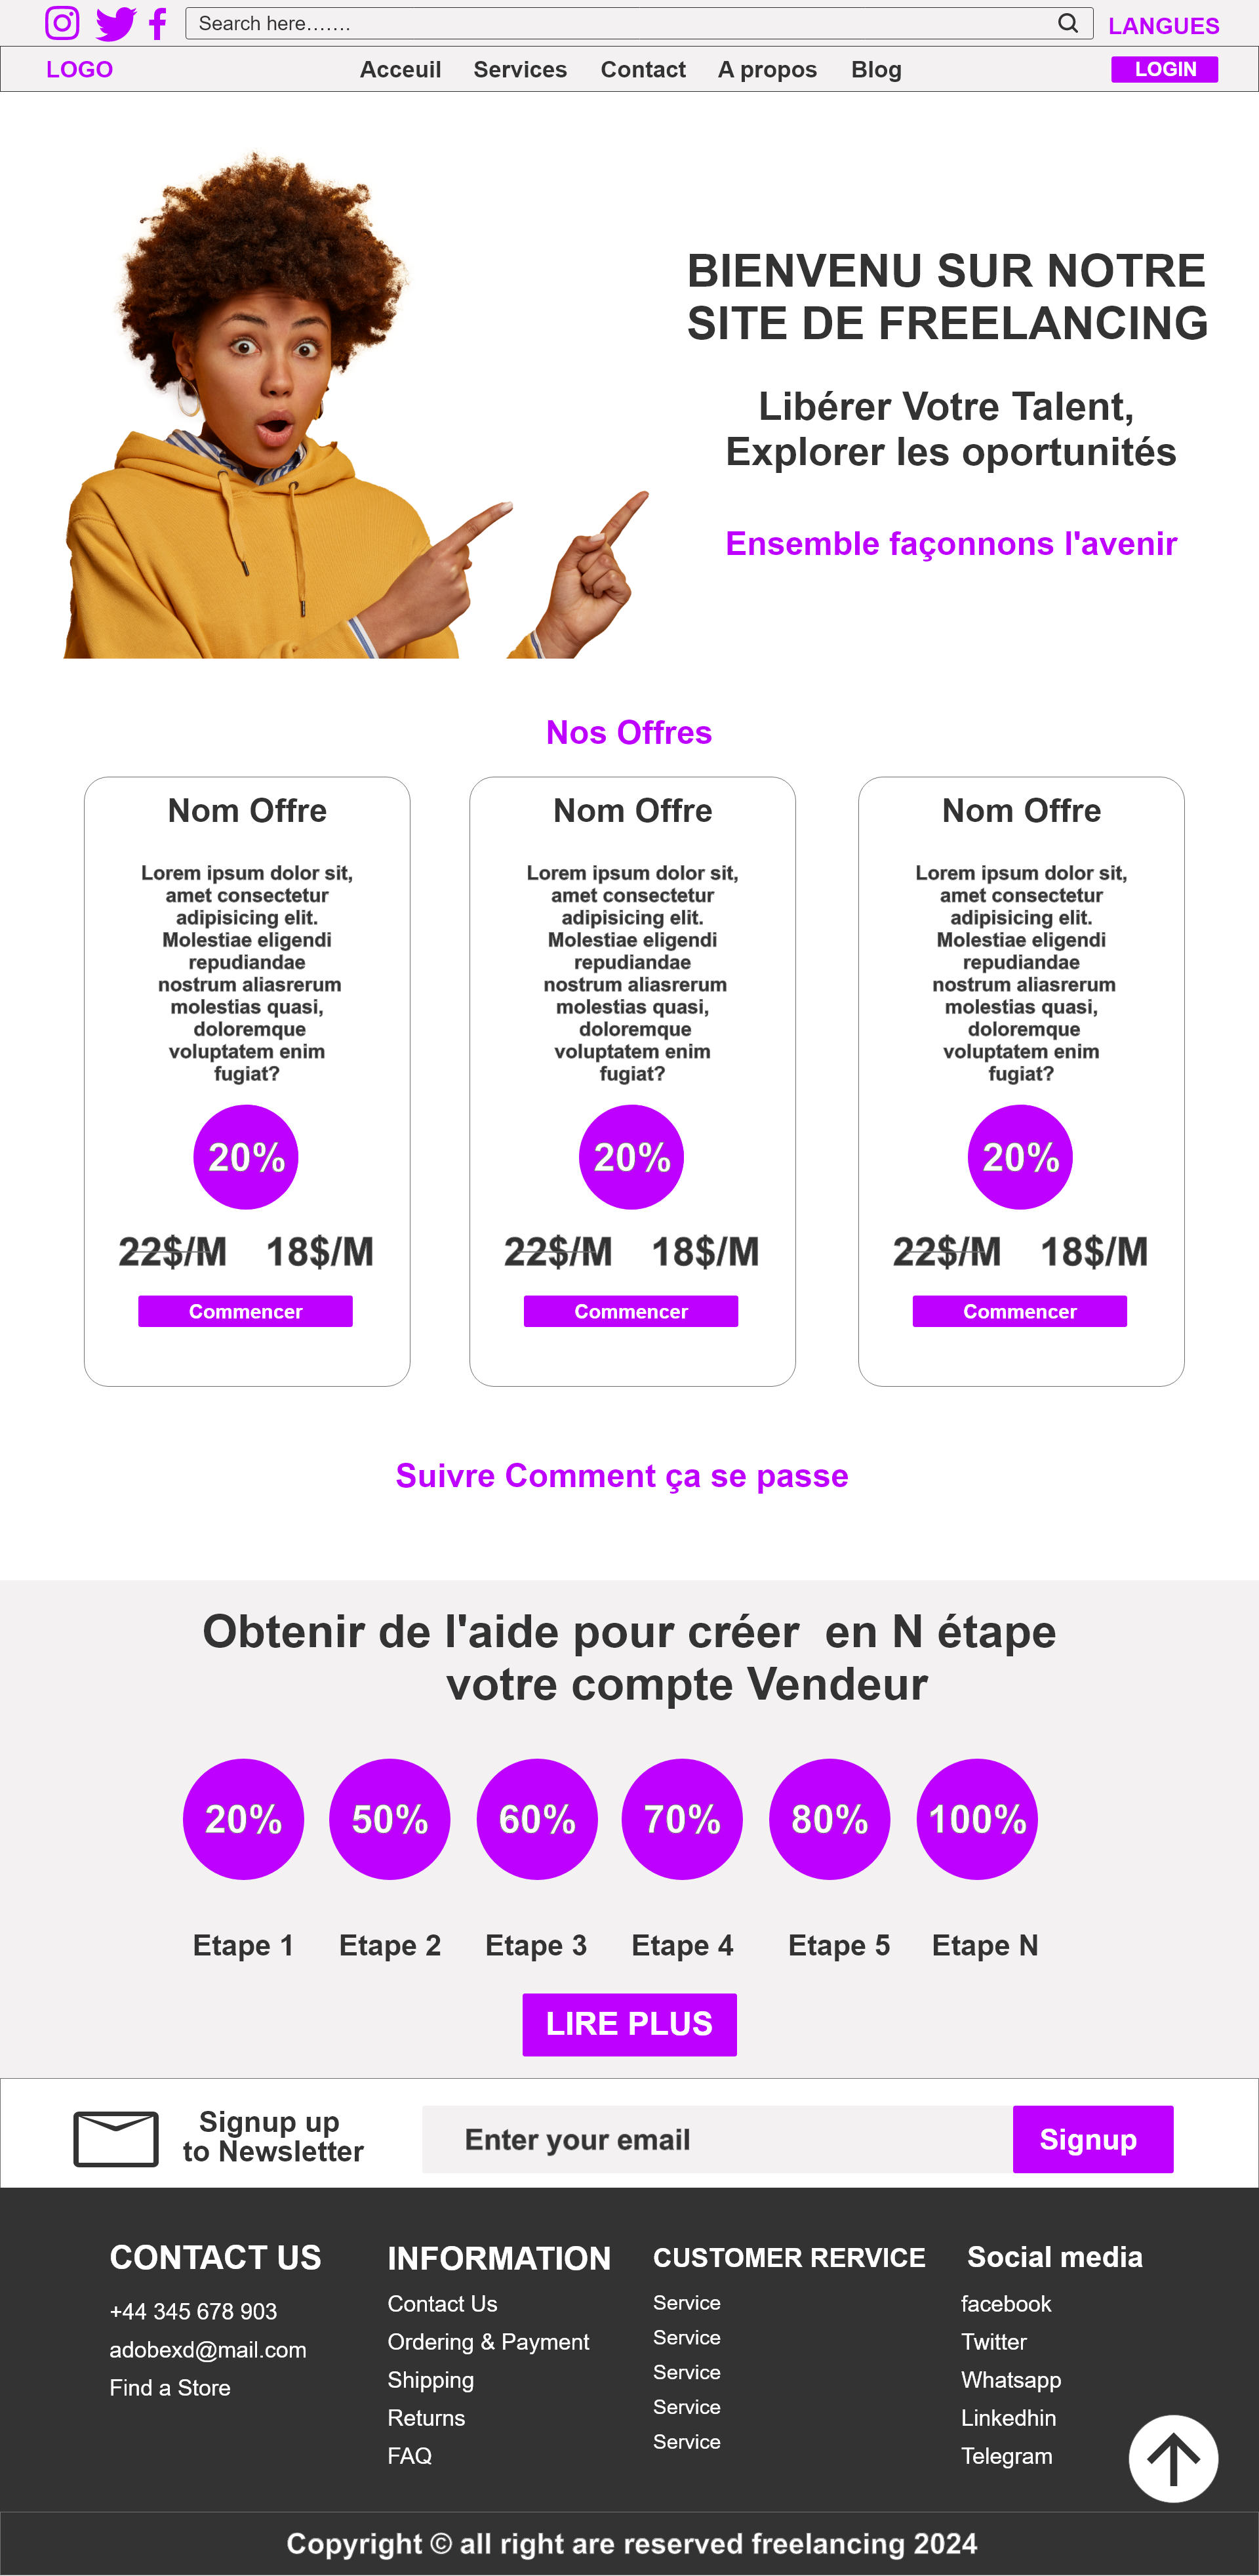 Search here.......
LANGUES
LOGO
Acceuil Services Contact A propos Blog
LOGIN
BIENVENU SUR NOTRE
SITE DE FREELANCING
Libérer Votre Talent,
Explorer les oportunités
Ensemble façonnons l'avenir
Nos Offres
Nom Offre
Lorem ipsum dolor sit,
amet consectetur
adipisicing elit.
Molestiae eligendi
repudiandae
nostrum aliasrerum
molestias quasi,
doloremque
voluptatem enim
fugiat?
20%
22$/M 18$/M
Commencer
Nom Offre
Lorem ipsum dolor sit,
amet consectetur
adipisicing elit.
Molestiae eligendi
repudiandae
nostrum aliasrerum
molestias quasi,
doloremque
voluptatem enim
fugiat?
20%
22$/M 18$/M
Commencer
Nom Offre
Lorem ipsum dolor sit,
amet consectetur
adipisicing elit.
Molestiae eligendi
repudiandae
nostrum aliasrerum
molestias quasi,
doloremque
voluptatem enim
fugiat?
20%
22$/M 18$/M
Commencer
Suivre Comment ça se passe
Obtenir de l'aide pour créer en N étape
votre compte Vendeur
20% 50% 60% 70% 80% 100%
Etape 1 Etape 2 Etape 3 Etape 4 Etape 5 Etape N
LIRE PLUS
Signup up
to Newsletter
Enter your email
Signup
CONTACT US
+44 345 678 903
adobexd@mail.com
Find a Store
INFORMATION
Contact Us
Ordering & Payment
Shipping
Returns
FAQ
CUSTOMER RERVICE
Service
Service
Service
Service
Service
Social media
facebook
Twitter
Whatsapp
Linkedhin
Telegram
Copyright © all right are reserved freelancing 2024